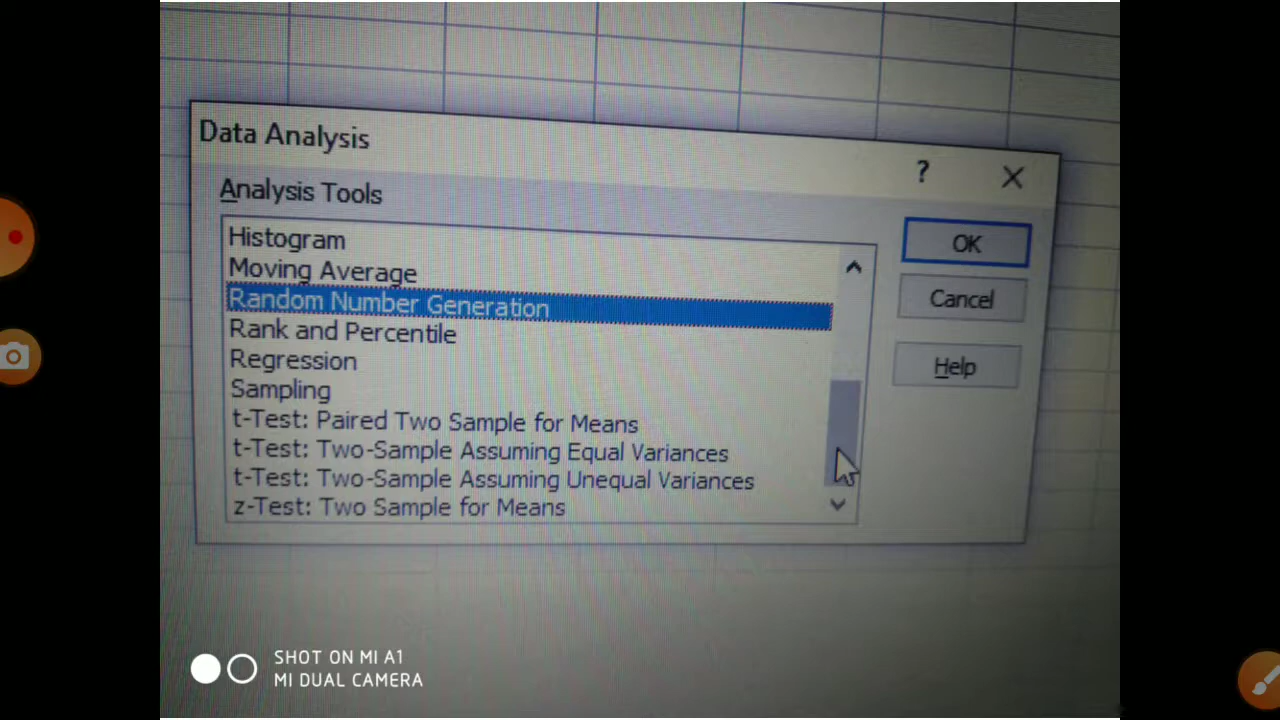 Data Analysis
?
Analysis Tools
Histogram
Moving Average
Random Number Generation
Rank and Percentile
Regression
Sampling
t-Test: Paired Two Sample for Means
t-Test: Two-Sample Assuming Equal Variances
t-Test: Two-Sample Assuming Unequal Variances
z-Test: Two Sample for Means
OK
Cancel
Help
SHOT ON MI A1
MI DUAL CAMERA